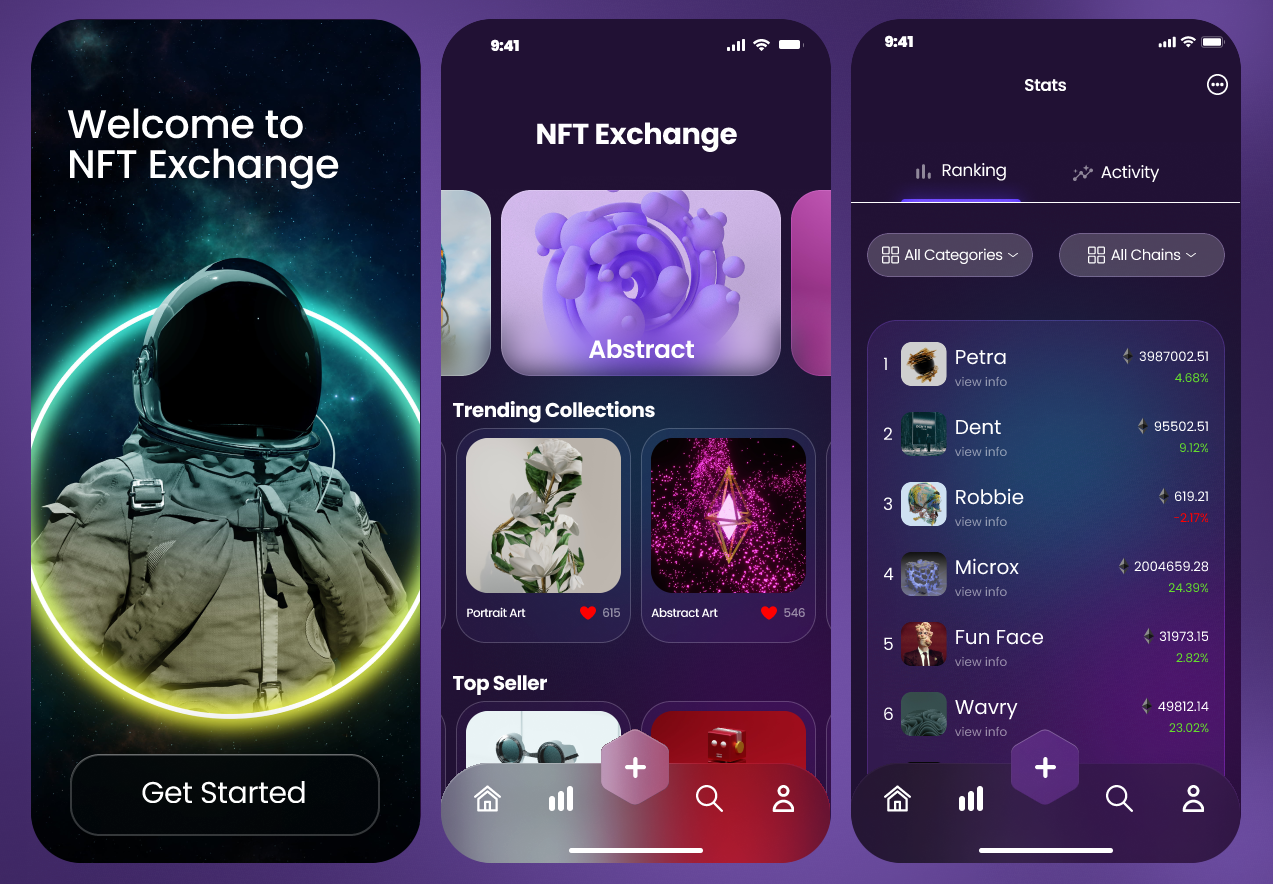 Welcome to
NFT Exchange
Get Started
9:41
NFT Exchange
Abstract
Trending Collections
Portrait Art 615
Abstract Art 546
Top Seller
9:41
Stats
Ranking Activity
All Categories All Chains
1 Petra 3987002.51
view info 4.68%
2 Dent 95502.51
view info 9.12%
3 Robbie 619.21
view info -2.17%
4 Microx 2004659.28
view info 24.39%
5 Fun Face 31973.15
view info 2.82%
6 Wavry 49812.14
view info 23.02%